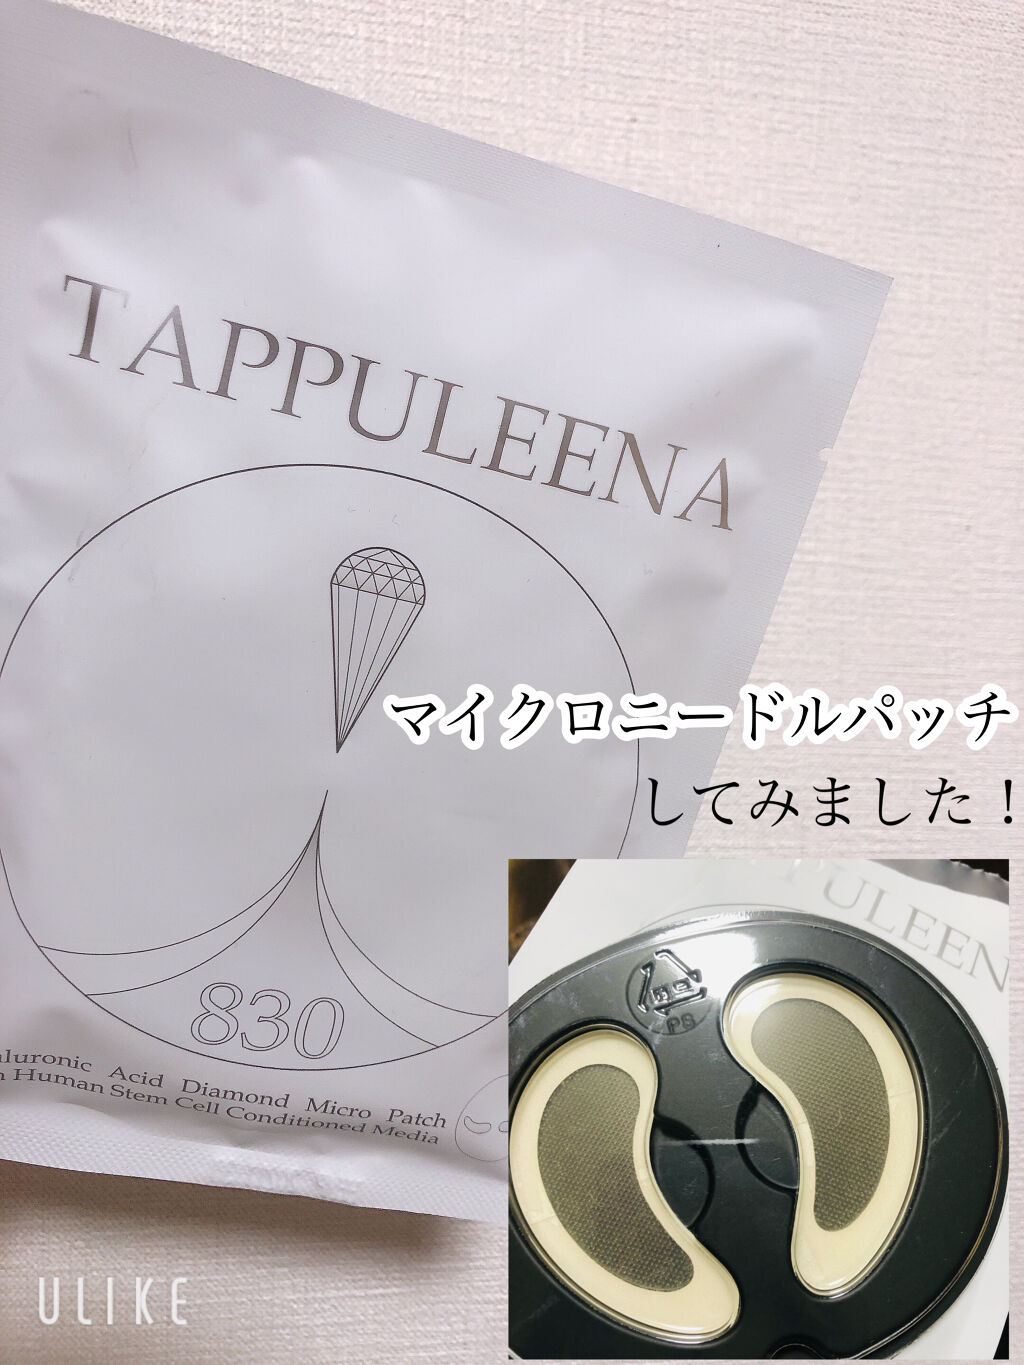 TAPPULEENA
マイクロニードルパッチ
してみました！
830
aluronic Acid Diamond Micro Patch
Human Stem Cell Conditioned Media
PULEEN
PS
ULIKE